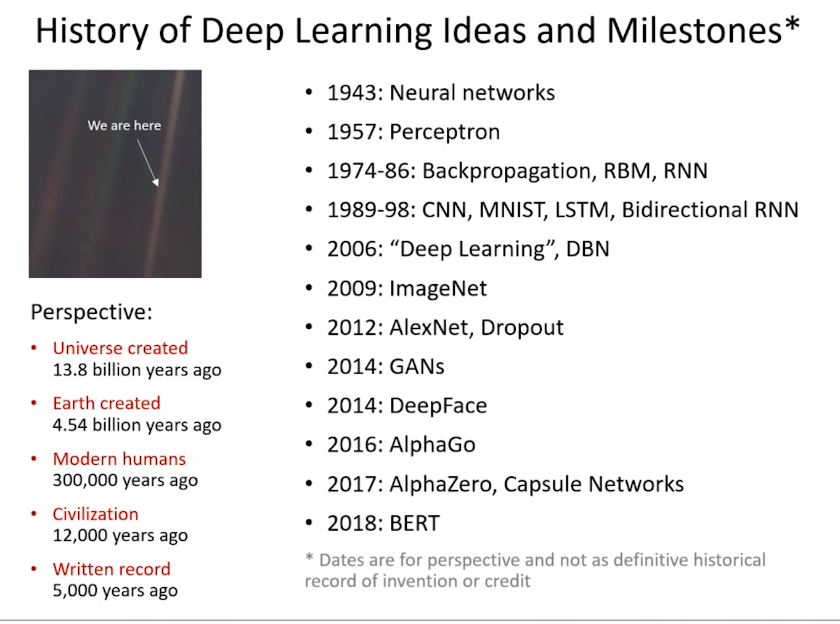 History of Deep Learning Ideas and Milestones*
We are here
Perspective:
• Universe created
13.8 billion years ago
• Earth created
4.54 billion years ago
• Modern humans
300,000 years ago
• Civilization
12,000 years ago
• Written record
5,000 years ago
• 1943: Neural networks
• 1957: Perceptron
• 1974-86: Backpropagation, RBM, RNN
• 1989-98: CNN, MNIST, LSTM, Bidirectional RNN
• 2006: “Deep Learning”, DBN
• 2009: ImageNet
• 2012: AlexNet, Dropout
• 2014: GANs
• 2014: DeepFace
• 2016: AlphaGo
• 2017: AlphaZero, Capsule Networks
• 2018: BERT
* Dates are for perspective and not as definitive historical
record of invention or credit